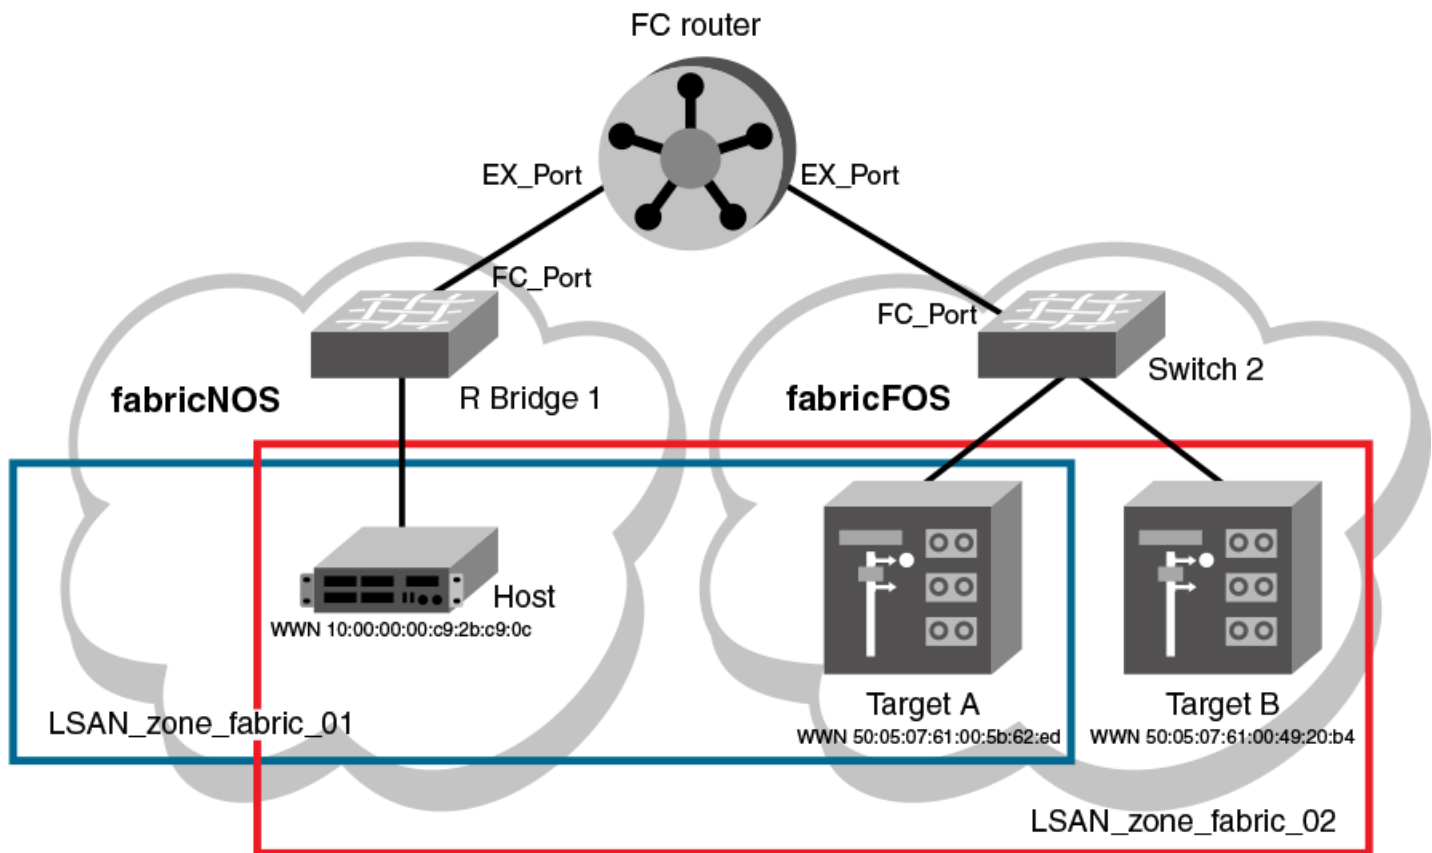 FC router
EX_Port
EX_Port
FC_Port
FC_Port
fabricNOS
R Bridge 1
fabricFOS
Switch 2
Host
WWN 10:00:00:00:c9:2b:c9:0c
Target A
WWN 50:05:07:61:00:5b:62:ed
Target B
WWN 50:05:07:61:00:49:20:b4
LSAN_zone_fabric_01
LSAN_zone_fabric_02